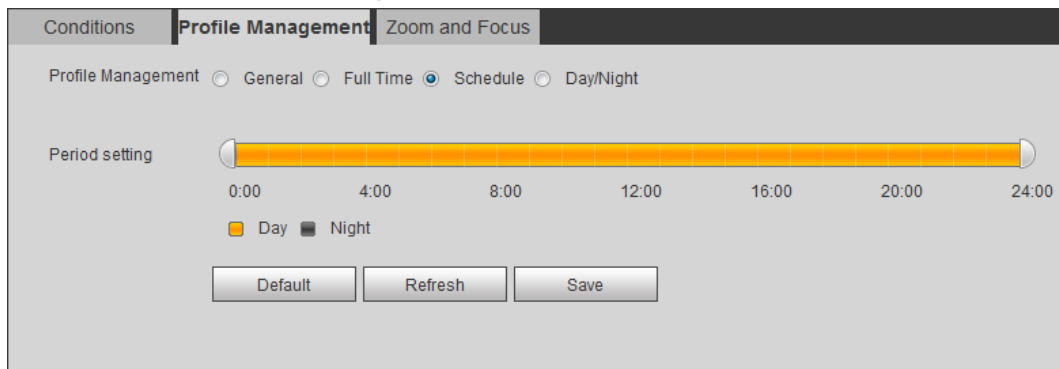 Conditions Profile Management Zoom and Focus
Profile Management General Full Time Schedule Day/Night
Period setting
0:00 4:00 8:00 12:00 16:00 20:00 24:00
Day Night
Default Refresh Save